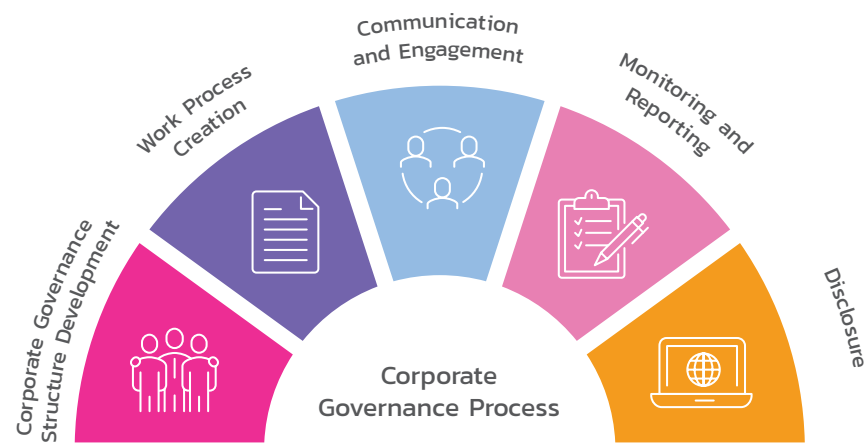 Corporate Governance
Structure Development
Work Process
Creation
Communication
and Engagement
Monitoring and
Reporting
Disclosure
Corporate
Governance Process